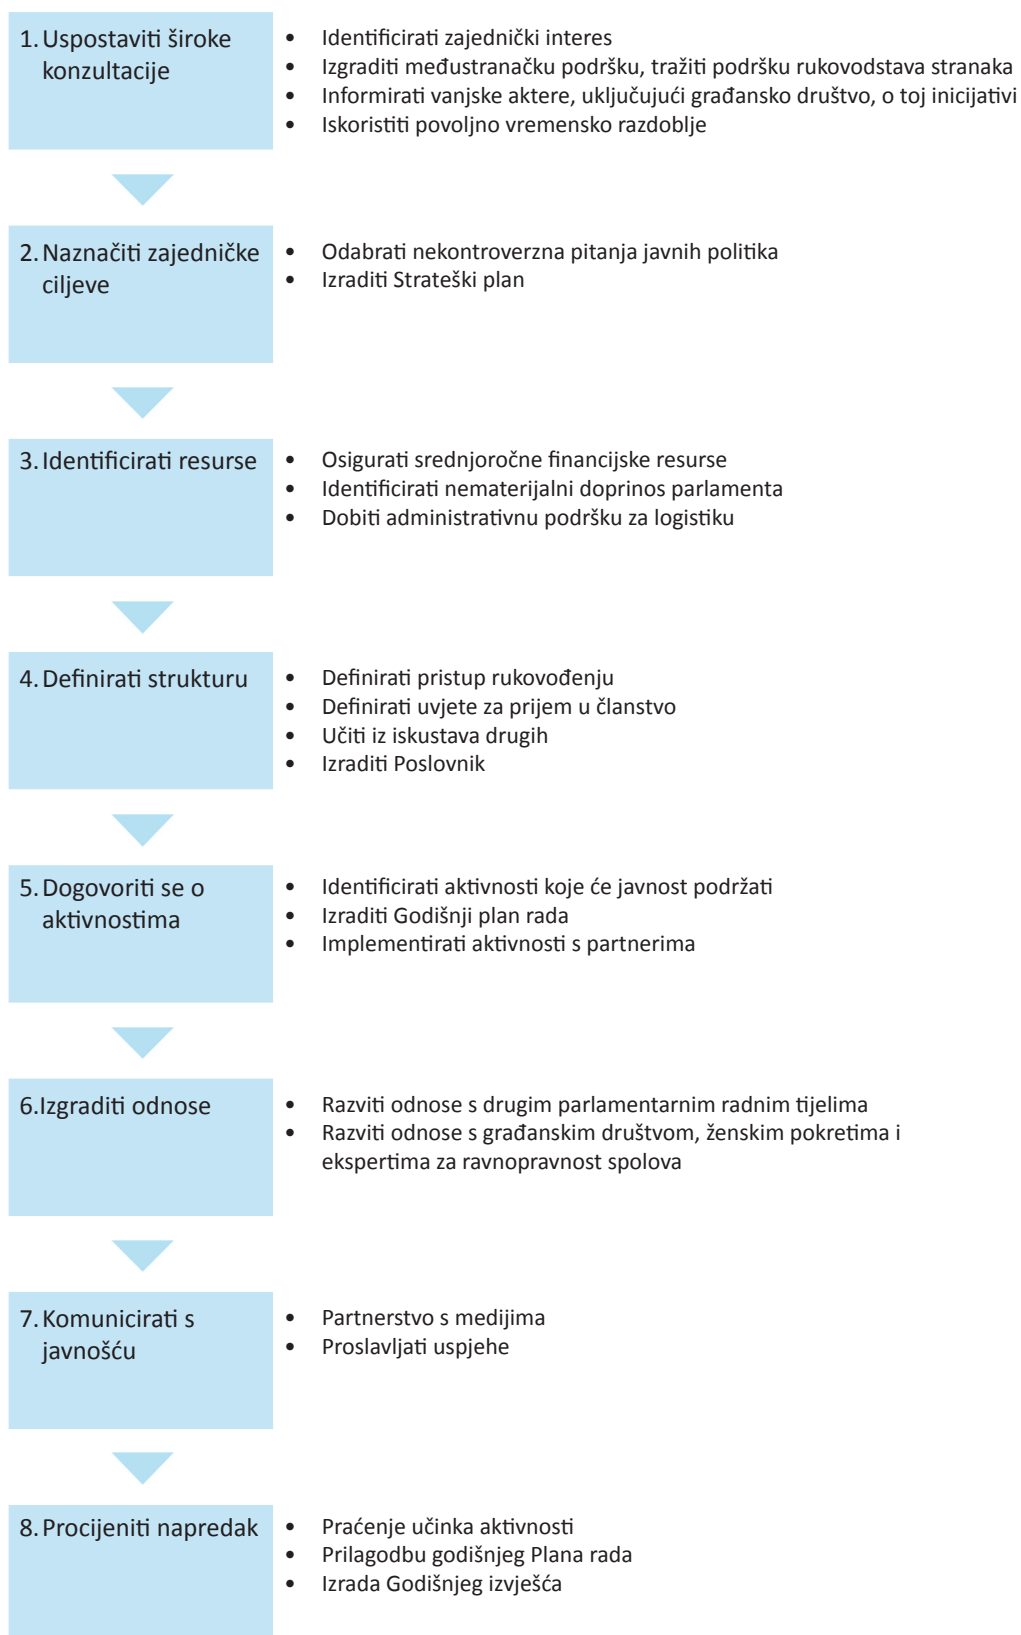 1. Uspostaviti široke
konzultacije
• Identificirati zajednički interes
• Izgraditi međustranačku podršku, tražiti podršku rukovodstava stranaka
• Informirati vanjske aktere, uključujući građansko društvo, o toj inicijativi
• Iskoristiti povoljno vremensko razdoblje
2. Naznačiti zajedničke
ciljeve
• Odabrati nekontroverzna pitanja javnih politika
• Izraditi Strateški plan
3. Identificirati resurse
• Osigurati srednjoročne financijske resurse
• Identificirati nematerijalni doprinos parlamenta
• Dobiti administrativnu podršku za logistiku
4. Definirati strukturu
• Definirati pristup rukovođenju
• Definirati uvjete za prijem u članstvo
• Učiti iz iskustava drugih
• Izraditi Poslovnik
5. Dogovoriti se o
aktivnostima
• Identificirati aktivnosti koje će javnost podržati
• Izraditi Godišnji plan rada
• Implementirati aktivnosti s partnerima
6.Izgraditi odnose
• Razviti odnose s drugim parlamentarnim radnim tijelima
• Razviti odnose s građanskim društvom, ženskim pokretima i
ekspertima za ravnopravnost spolova
7. Komunicirati s
javnošću
• Partnerstvo s medijima
• Proslavljati uspjehe
8. Procijeniti napredak
• Praćenje učinka aktivnosti
• Prilagodbu godišnjeg Plana rada
• Izrada Godišnjeg izvješća